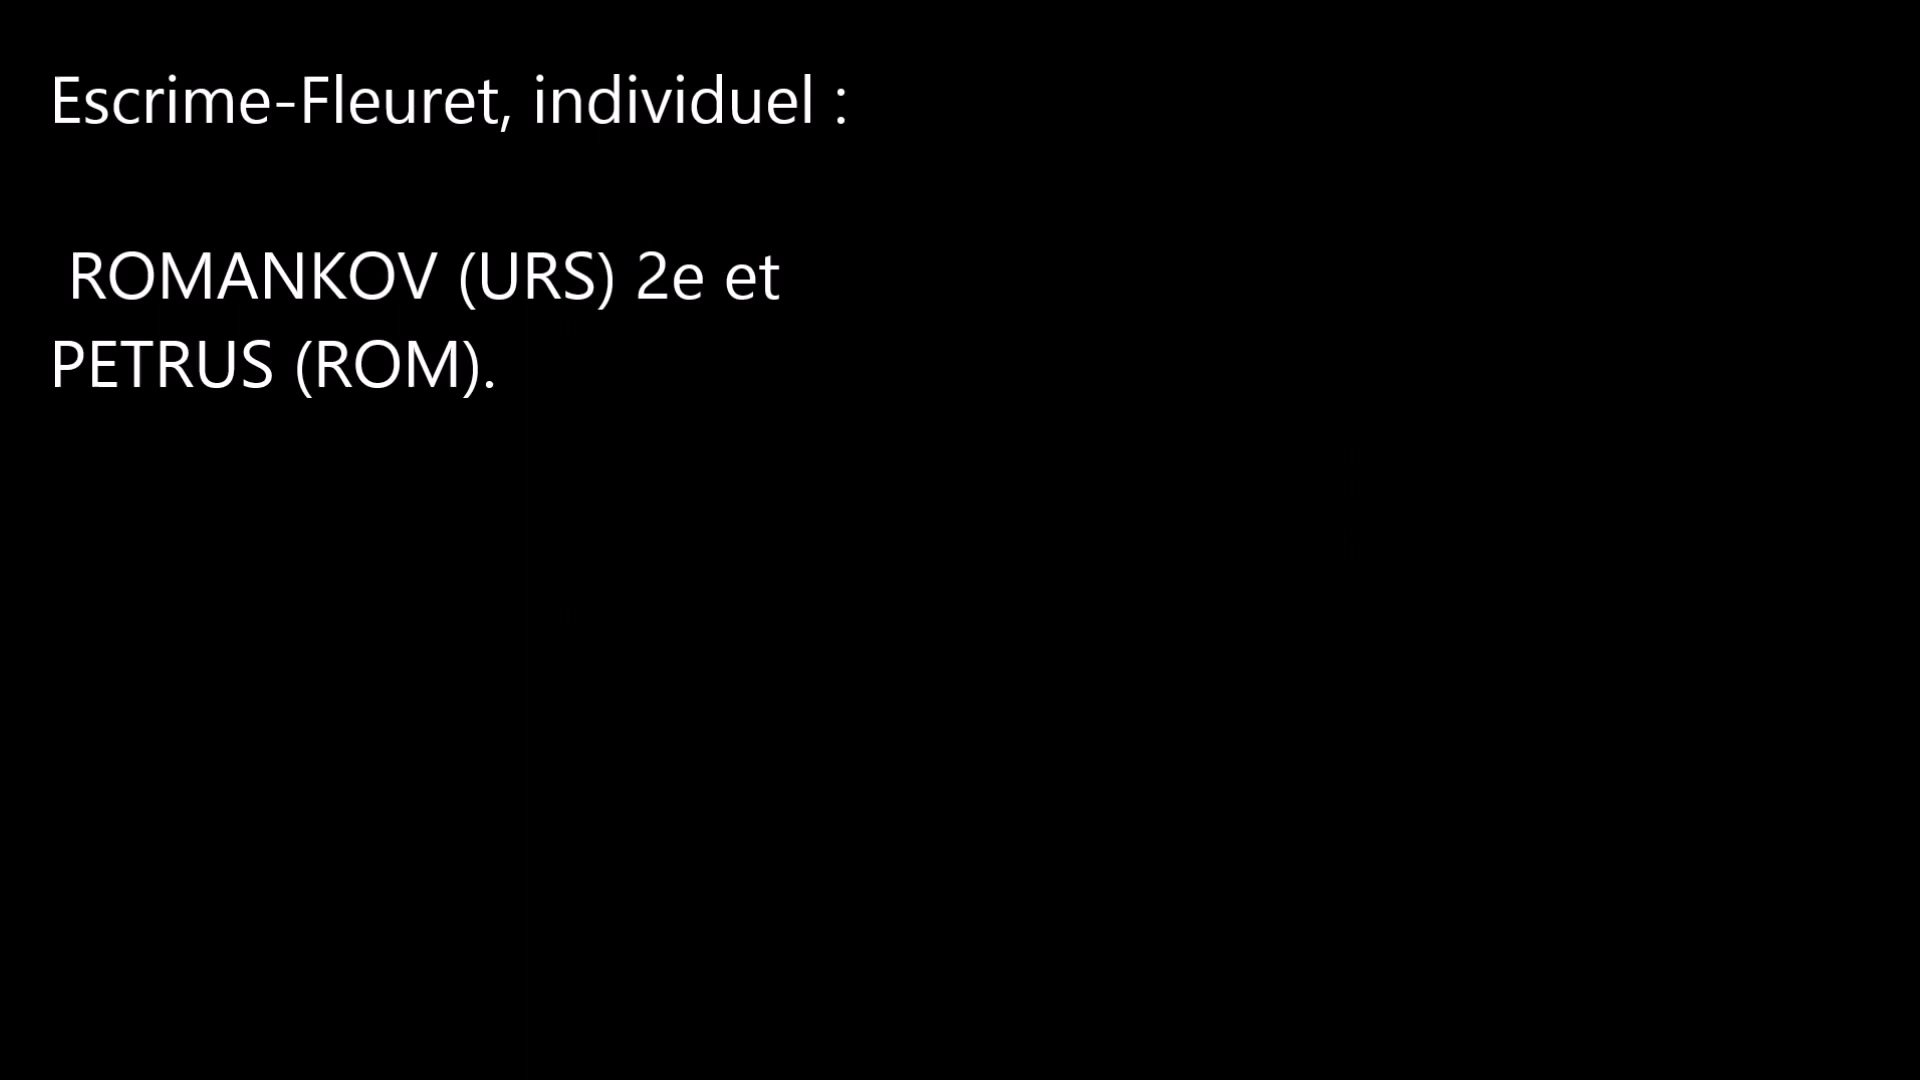 Escrime-Fleuret, individuel :
ROMANKOV (URS) 2e et
PETRUS (ROM).